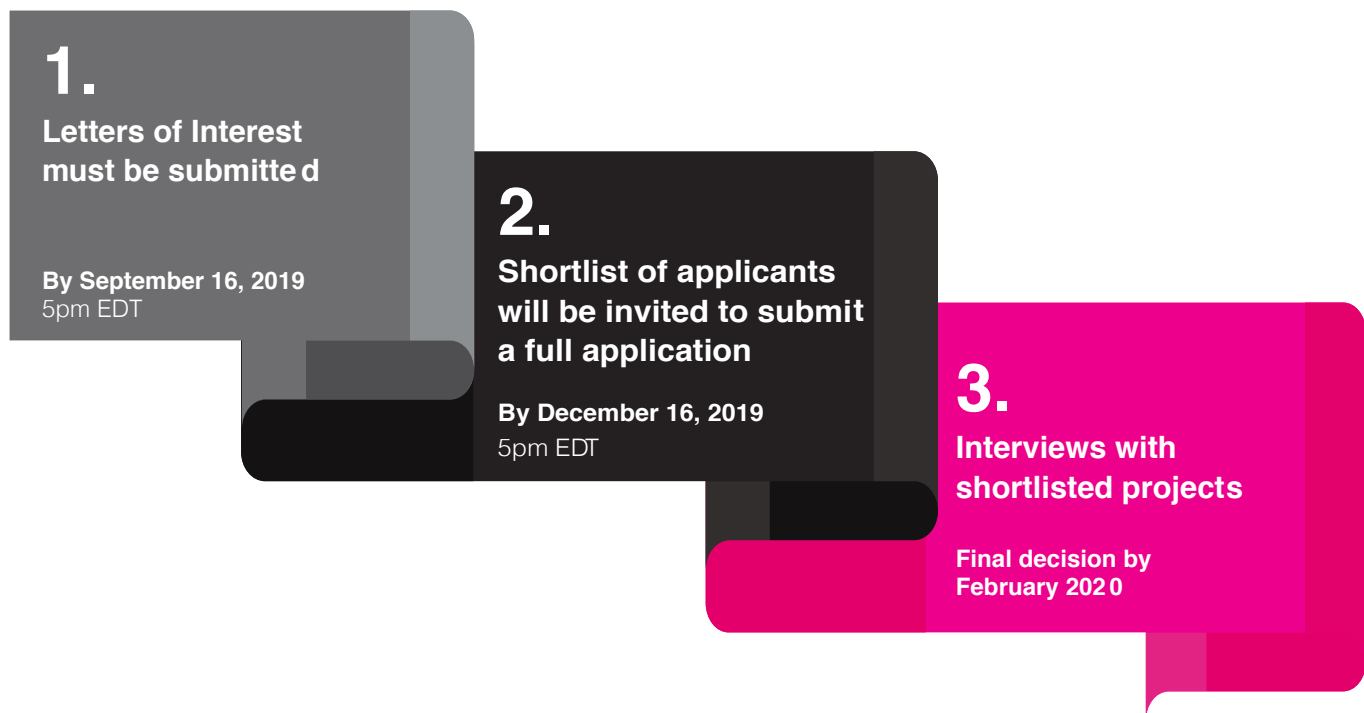 1.
Letters of Interest
must be submitted
By September 16, 2019
5pm EDT
2.
Shortlist of applicants
will be invited to submit
a full application
By December 16, 2019
5pm EDT
3.
Interviews with
shortlisted projects
Final decision by
February 2020